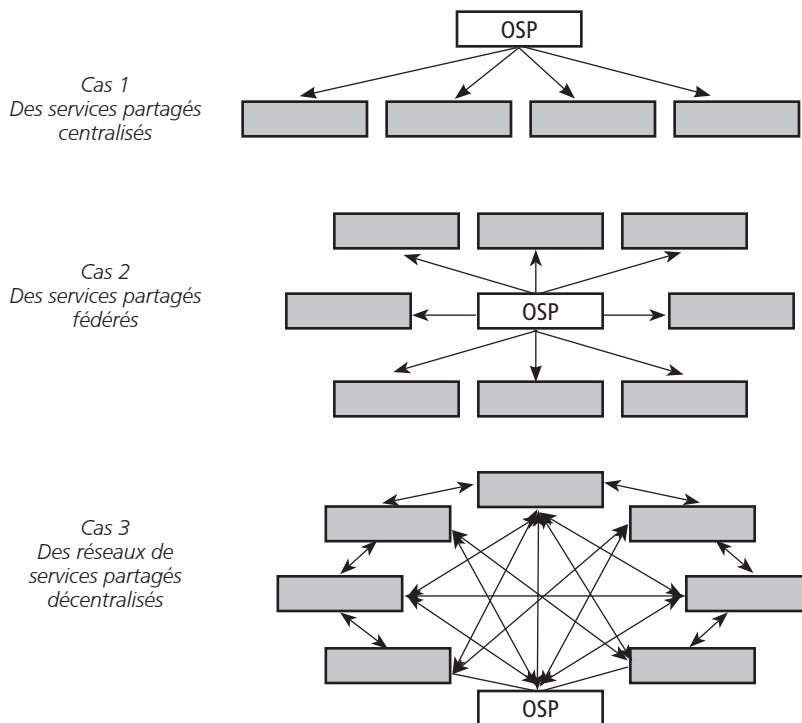 OSP
Cas 1
Des services partagés
centralisés
Cas 2
Des services partagés
fédérés
OSP
Cas 3
Des réseaux de
services partagés
décentralisés
OSP